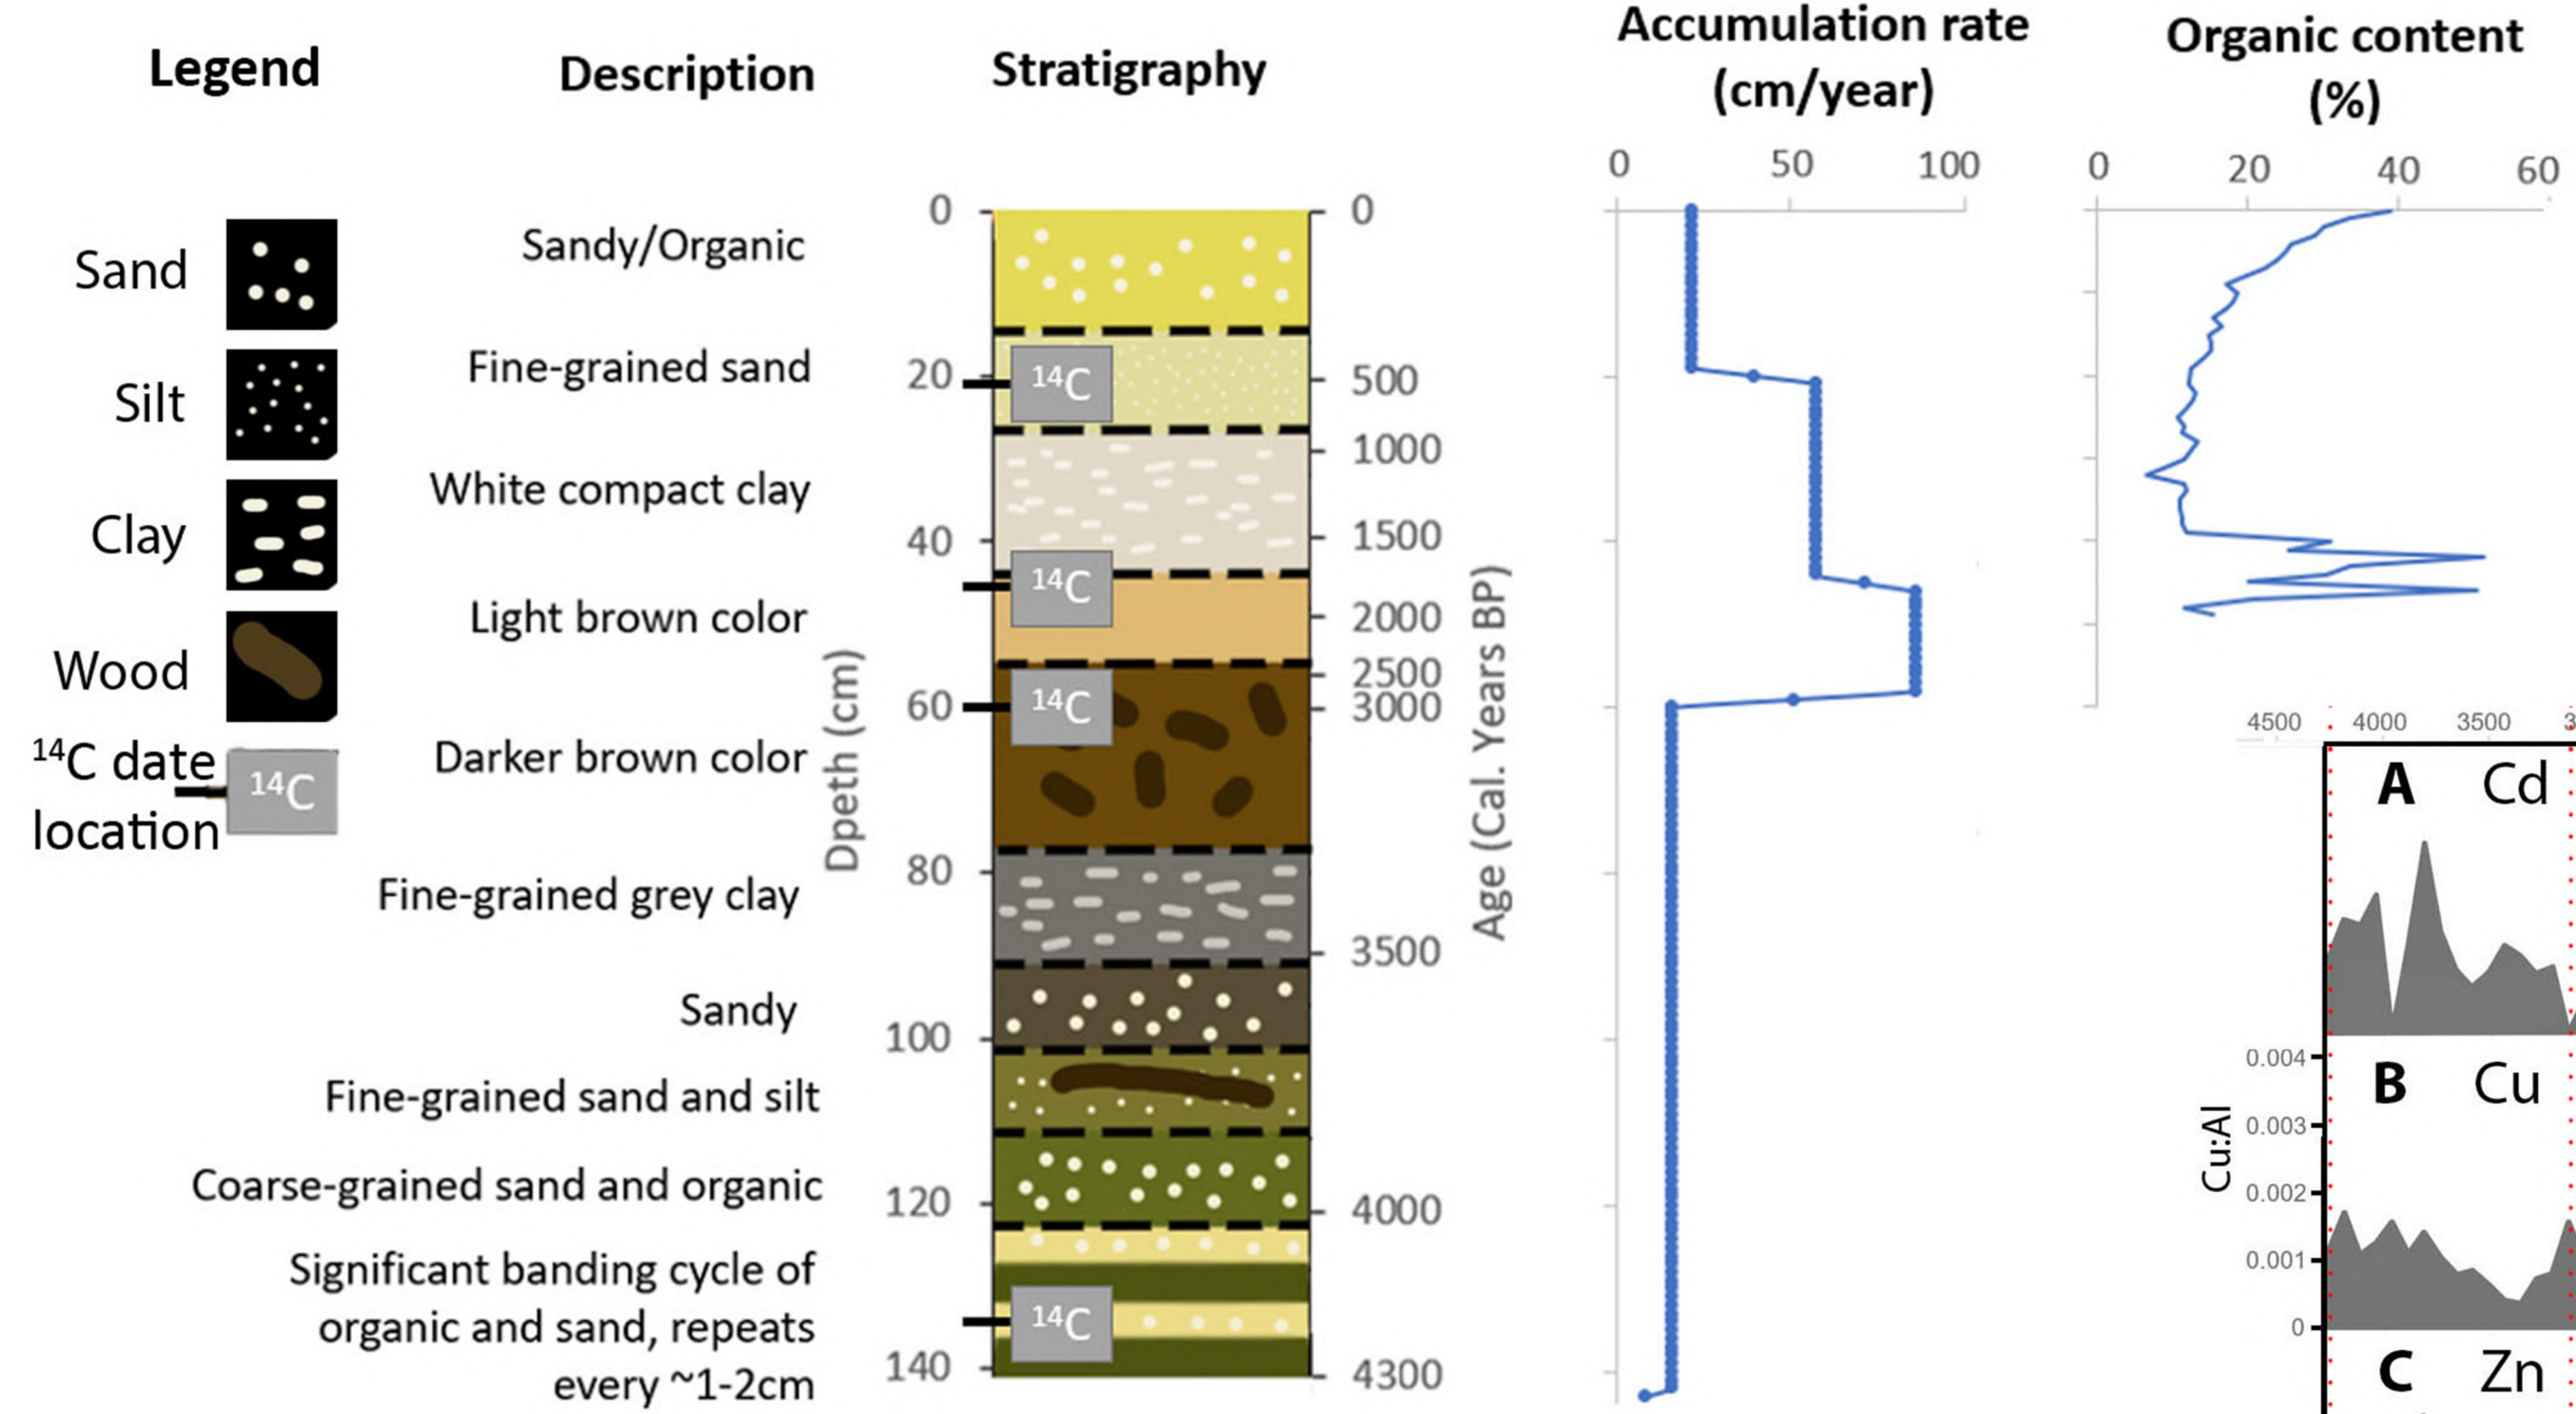 Legend
Description
Stratigraphy
Accumulation rate
(cm/year)
Organic content
(%)
0 50 100
0 20 40 60
Sand
Silt
Clay
Wood
14C date
location
14C
Sandy/Organic
Fine-grained sand
White compact clay
Light brown color
Darker brown color
Fine-grained grey clay
Sandy
Fine-grained sand and silt
Coarse-grained sand and organic
Significant banding cycle of
organic and sand, repeats
every ~1-2cm
Dpeth (cm)
0
20
40
60
80
100
120
140
14C
14C
14C
14C
0
500
1000
1500
2000
2500
3000
3500
4000
4300
Age (Cal. Years BP)
4500 4000 3500
A Cd
B Cu
Cu:Al
0.004
0.003
0.002
0.001
0
C Zn